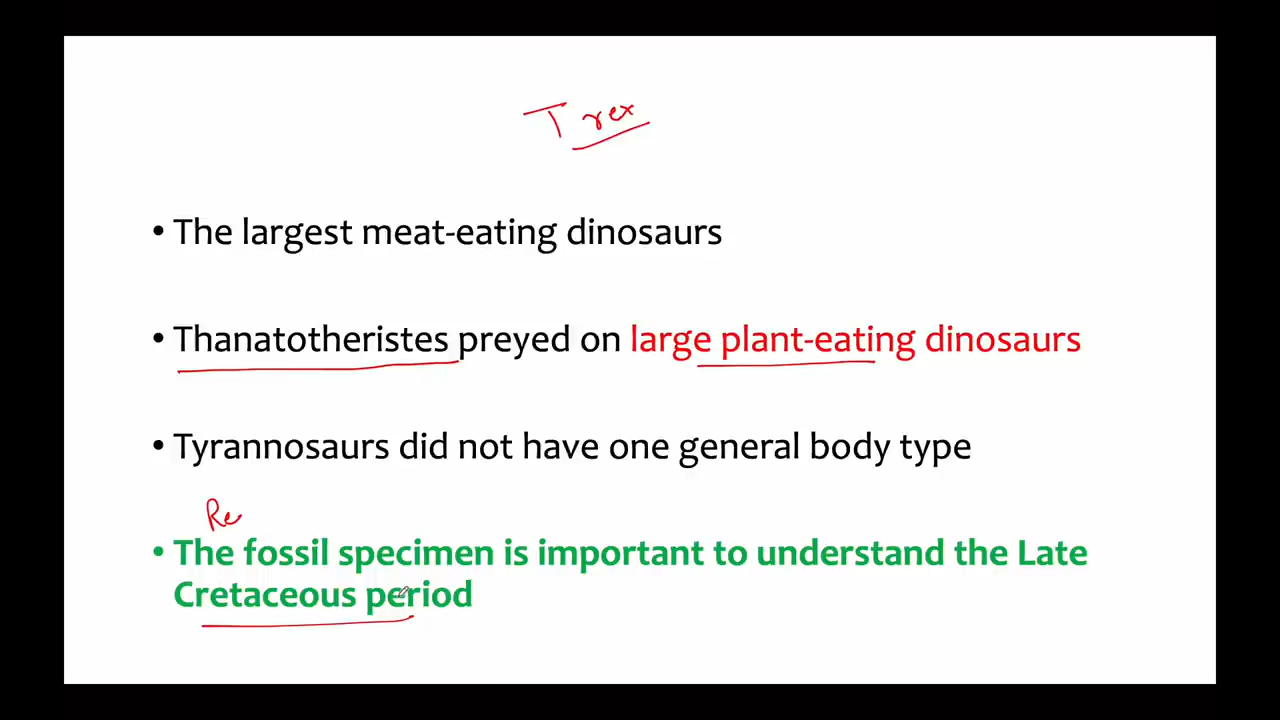 T rex
• The largest meat-eating dinosaurs
• Thanatotheristes preyed on large plant-eating dinosaurs
• Tyrannosaurs did not have one general body type
Re
• The fossil specimen is important to understand the Late
Cretaceous period